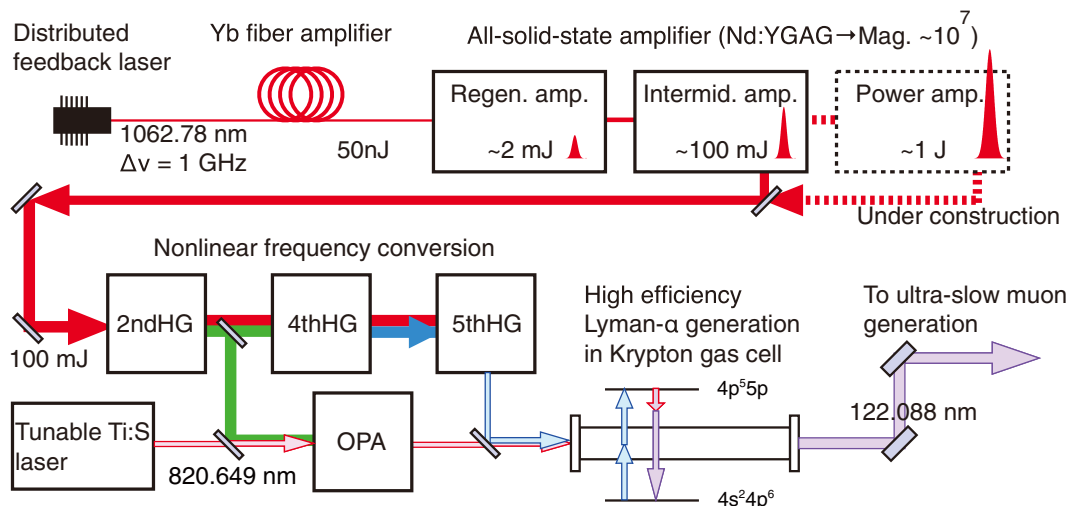 Distributed
feedback laser
Yb fiber amplifier
All-solid-state amplifier (Nd:YGAG→Mag. ~10⁷)
1062.78 nm
Δν = 1 GHz
50nJ
Regen. amp.
~2 mJ
Intermid. amp.
~100 mJ
Power amp.
~1 J
Under construction
Nonlinear frequency conversion
100 mJ
2ndHG
4thHG
5thHG
High efficiency
Lyman-α generation
in Krypton gas cell
To ultra-slow muon
generation
Tunable Ti:S
laser
820.649 nm
OPA
4p⁵5p
4s²4p⁶
122.088 nm